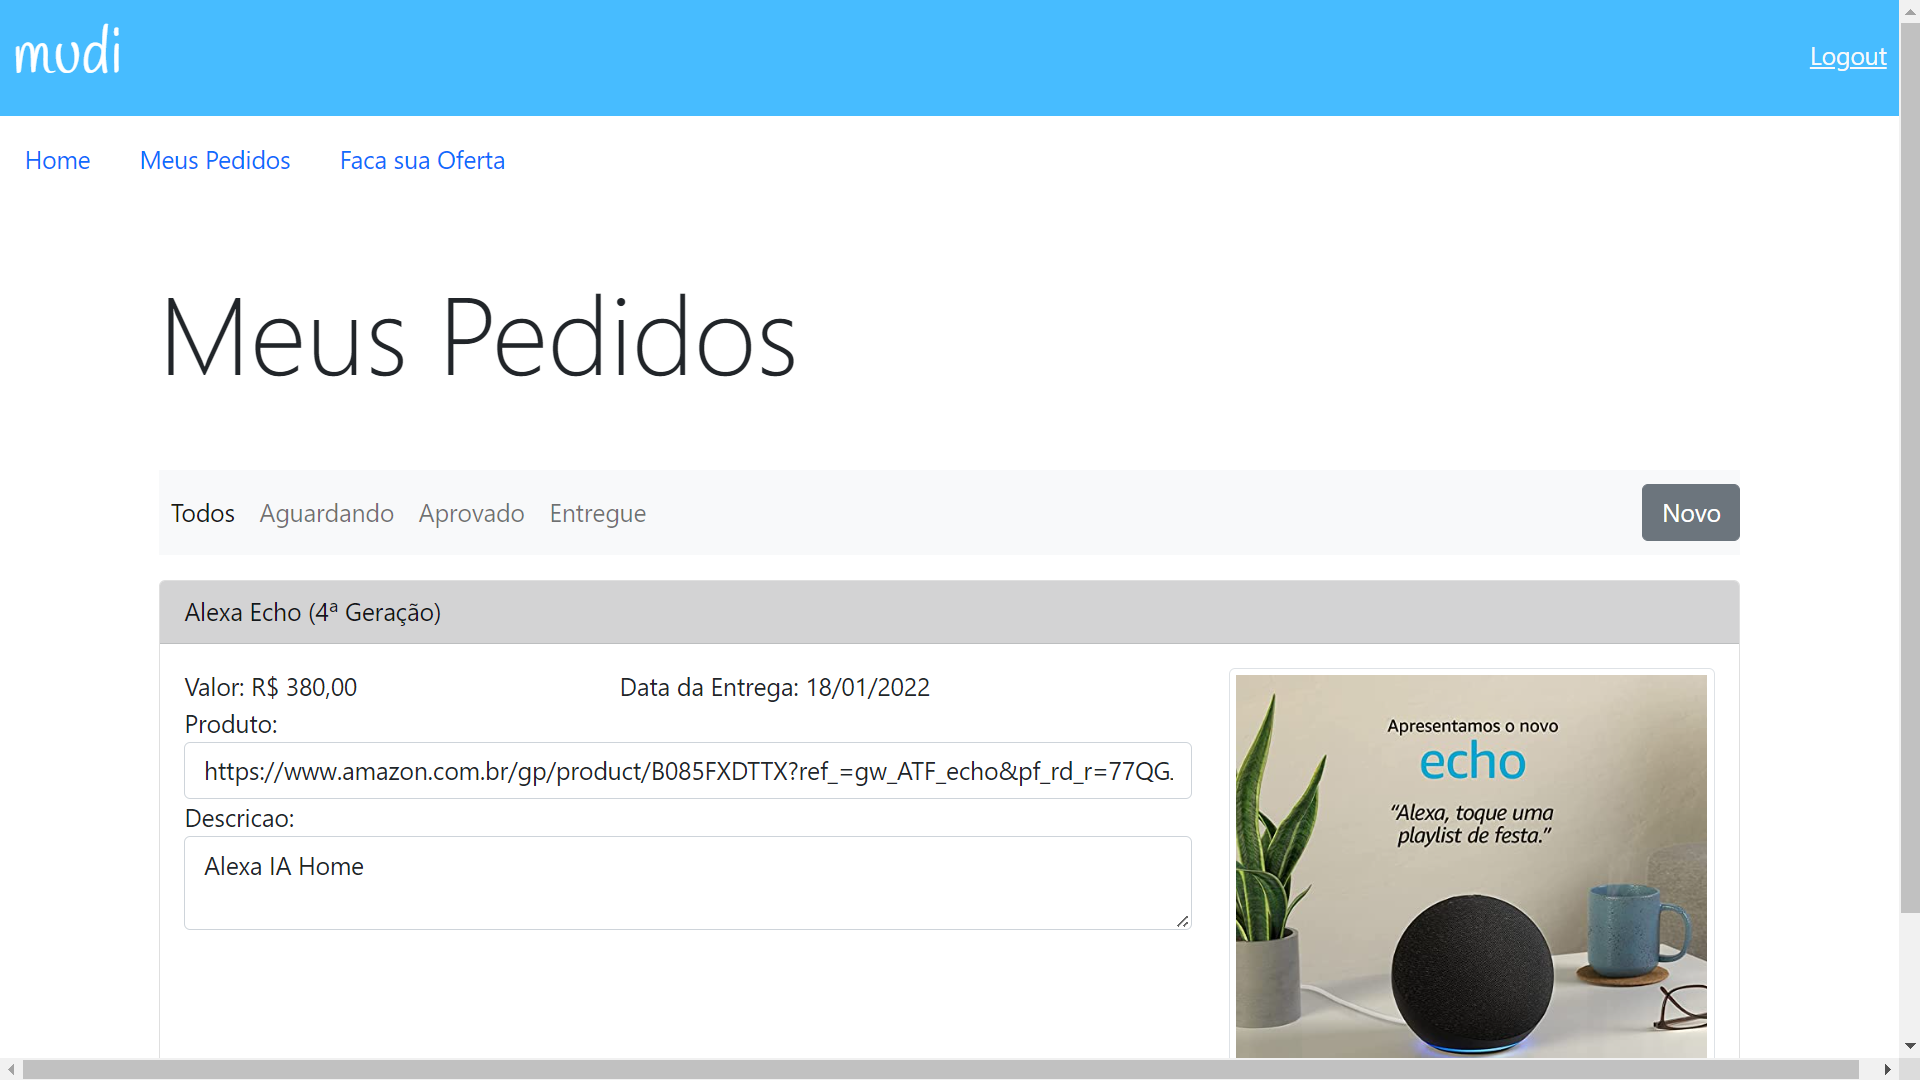 mudi
Logout
Home Meus Pedidos Faca sua Oferta
Meus Pedidos
Todos Aguardando Aprovado Entregue Novo
Alexa Echo (4ª Geração)
Valor: R$ 380,00 Data da Entrega: 18/01/2022
Produto:
https://www.amazon.com.br/gp/product/B085FXDTTX?ref_=gw_ATF_echo&pf_rd_r=77QG.
Descricao:
Alexa IA Home
Apresentamos o novo
echo
“Alexa, toque uma
playlist de festa.”